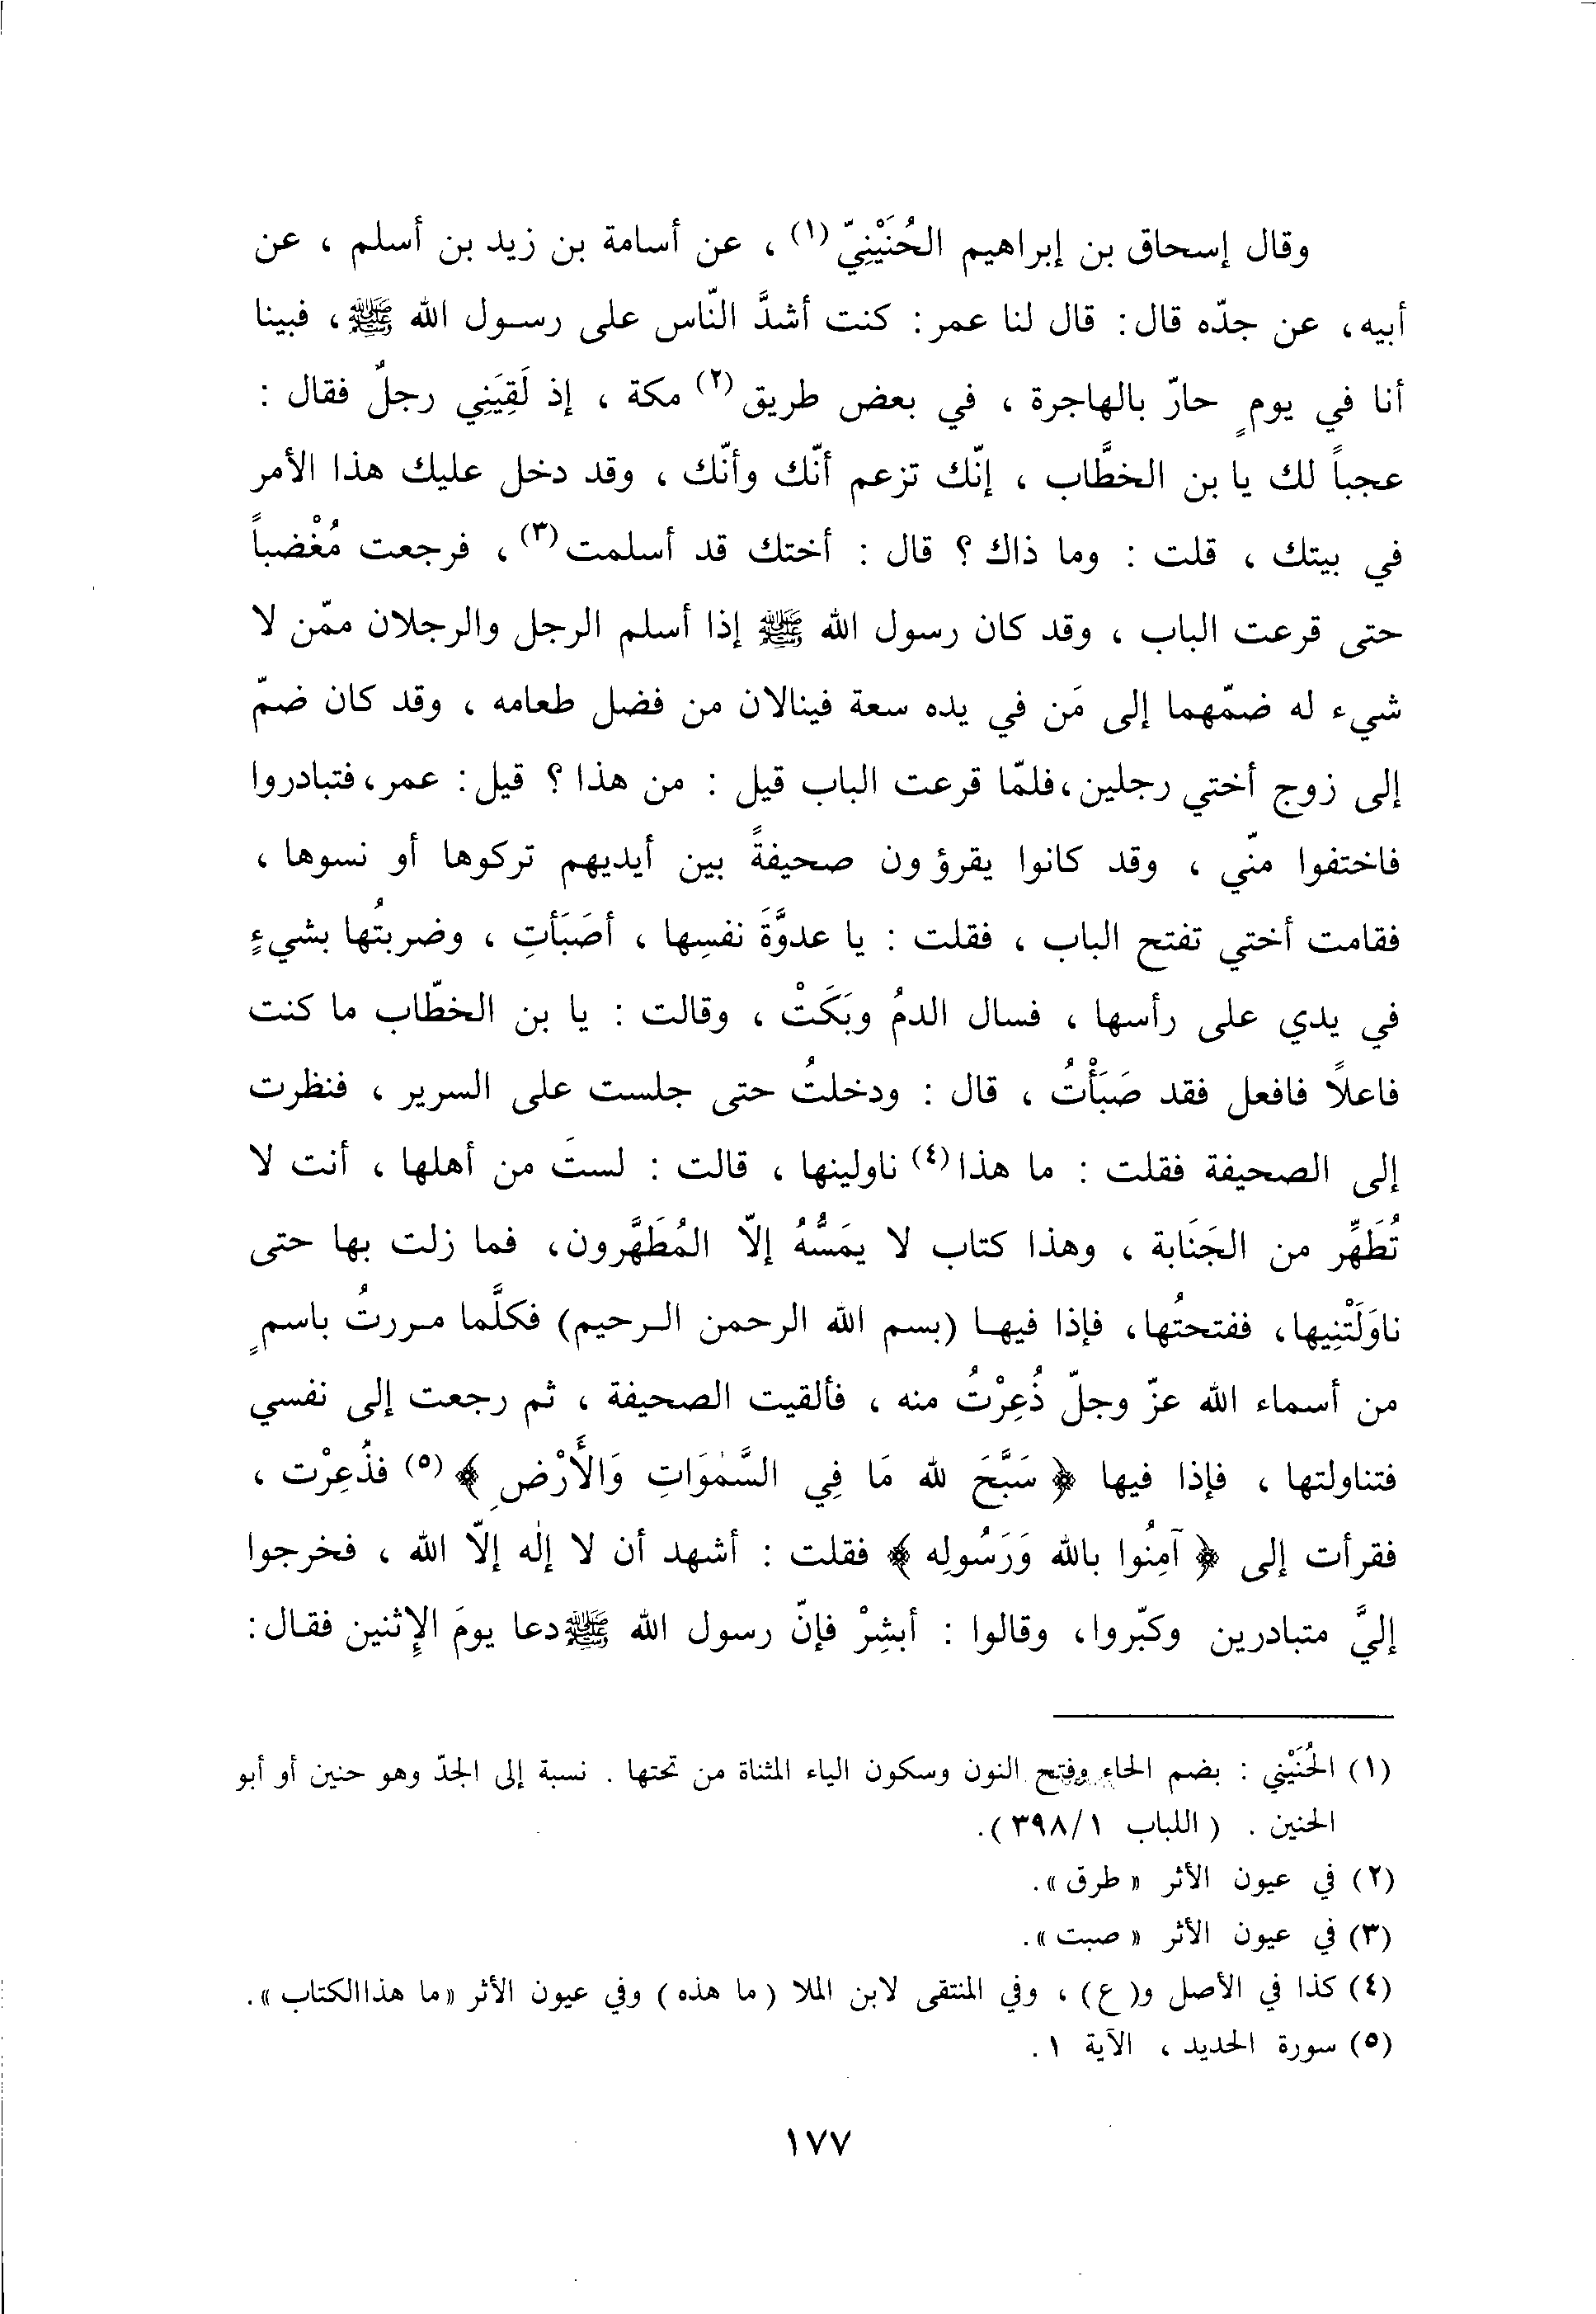 وقال إسحاق بن إبراهيم الحُنَيْنِيّ(١) ، عن أسامة بن زيد بن أسلم ، عن
أبيه، عن جدّه قال: قال لنا عمر: كنت أشدَّ النّاس على رسول الله ﷺ، فبينا
أنا في يومٍ حارّ بالهاجرة ، في بعض طريق(٢) مكة ، إذ لَقِيَنِي رجلٌ فقال :
عجباً لك يا بن الخطَّاب ، إنّك تزعم أنّك وأنّك ، وقد دخل عليك هذا الأمر
في بيتك ، قلت : وما ذاك ؟ قال : أختك قد أسلمت(٣) ، فرجعت مُغْضباً
حتى قرعت الباب ، وقد كان رسول الله ﷺ إذا أسلم الرجل والرجلان ممّن لا
شيء له ضمّهما إلى مَن في يده سعة فينالان من فضل طعامه ، وقد كان ضمّ
إلى زوج أختي رجلين، فلمّا قرعت الباب قيل : من هذا ؟ قيل: عمر، فتبادروا
فاختفوا منّي ، وقد كانوا يقرؤون صحيفةً بين أيديهم تركوها أو نسوها ،
فقامت أختي تفتح الباب ، فقلت : يا عدوَّةَ نفسِها ، أصَبَأتِ ، وضربتُها بشيءٍ
في يدي على رأسها ، فسال الدمُ وبَكَتْ ، وقالت : يا بن الخطّاب ما كنت
فاعلاً فافعل فقد صَبَأْتُ ، قال : ودخلتُ حتى جلست على السرير ، فنظرت
إلى الصحيفة فقلت : ما هذا(٤) ناولينها ، قالت : لستَ من أهلها ، أنت لا
تُطَهِّر من الجَنَابة ، وهذا كتاب لا يمَسُّهُ إلاّ المُطَهَّرون، فما زلت بها حتى
ناوَلَتْنِيها، ففتحتُها، فإذا فيها (بسم الله الرحمن الرحيم) فكلَّما مررتُ باسمٍ
من أسماء الله عزّ وجلّ ذُعِرْتُ منه ، فألقيت الصحيفة ، ثم رجعت إلى نفسي
فتناولتها ، فإذا فيها ﴿ سَبَّحَ لله مَا فِي السَّمٰوَاتِ وَالأَرْضِ ﴾(٥) فذُعِرْت ،
فقرأت إلى ﴿ آمِنُوا بالله وَرَسُولِه ﴾ فقلت : أشهد أن لا إلٰه إلاّ الله ، فخرجوا
إليَّ متبادرين وكبّروا، وقالوا : أبشِرْ فإنّ رسول الله ﷺ دعا يومَ الإثنين فقال:
(١) الحُنَيْني : بضم الحاء وفتح النون وسكون الياء المثناة من تحتها . نسبة إلى الجدّ وهو حنين أو أبو
الحنين . (اللباب ٣٩٨/١).
(٢) في عيون الأثر « طرق ».
(٣) في عيون الأثر « صبت ».
(٤) كذا في الأصل و(ع) ، وفي المنتقى لابن الملا ( ما هذه ) وفي عيون الأثر « ما هذا الكتاب ».
(٥) سورة الحديد ، الآية ١.
١٧٧